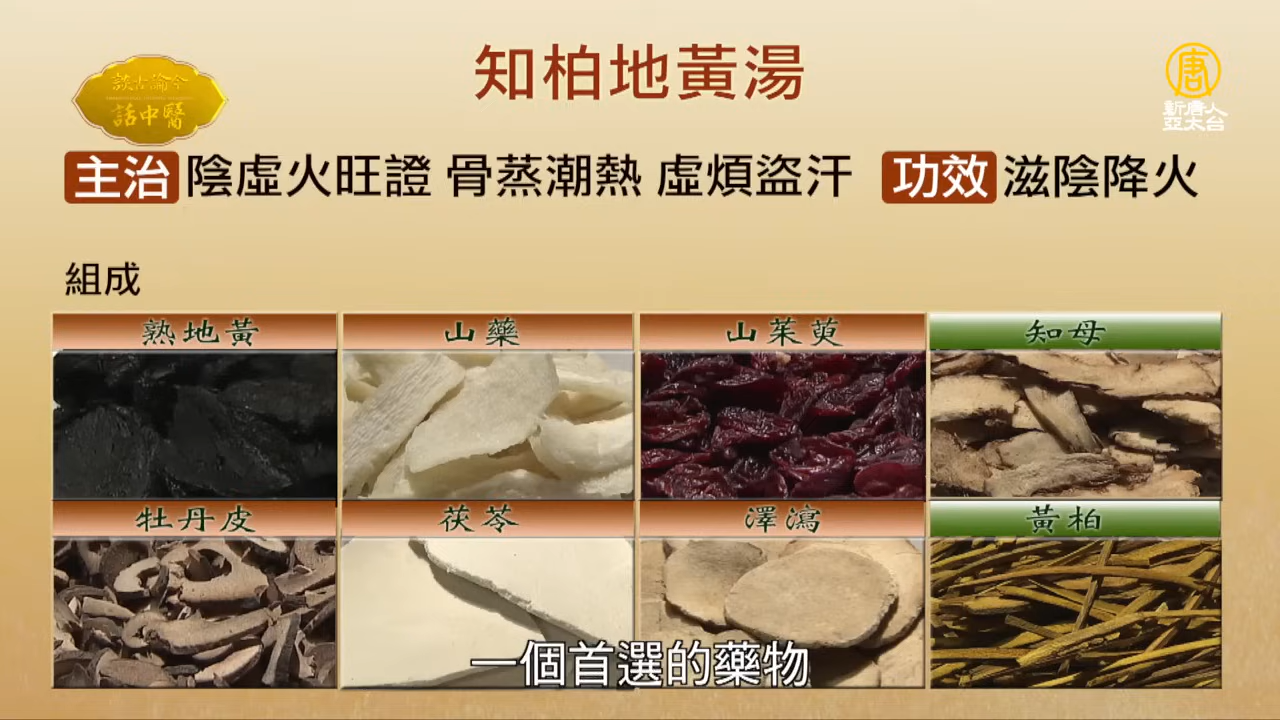 知柏地黃湯
談古論今
話中醫
唐
新唐人
亞太台
主治 陰虛火旺證 骨蒸潮熱 虛煩盜汗 功效 滋陰降火
組成
熟地黃 山藥 山茱萸 知母
牡丹皮 茯苓 澤瀉 黃柏
一個首選的藥物